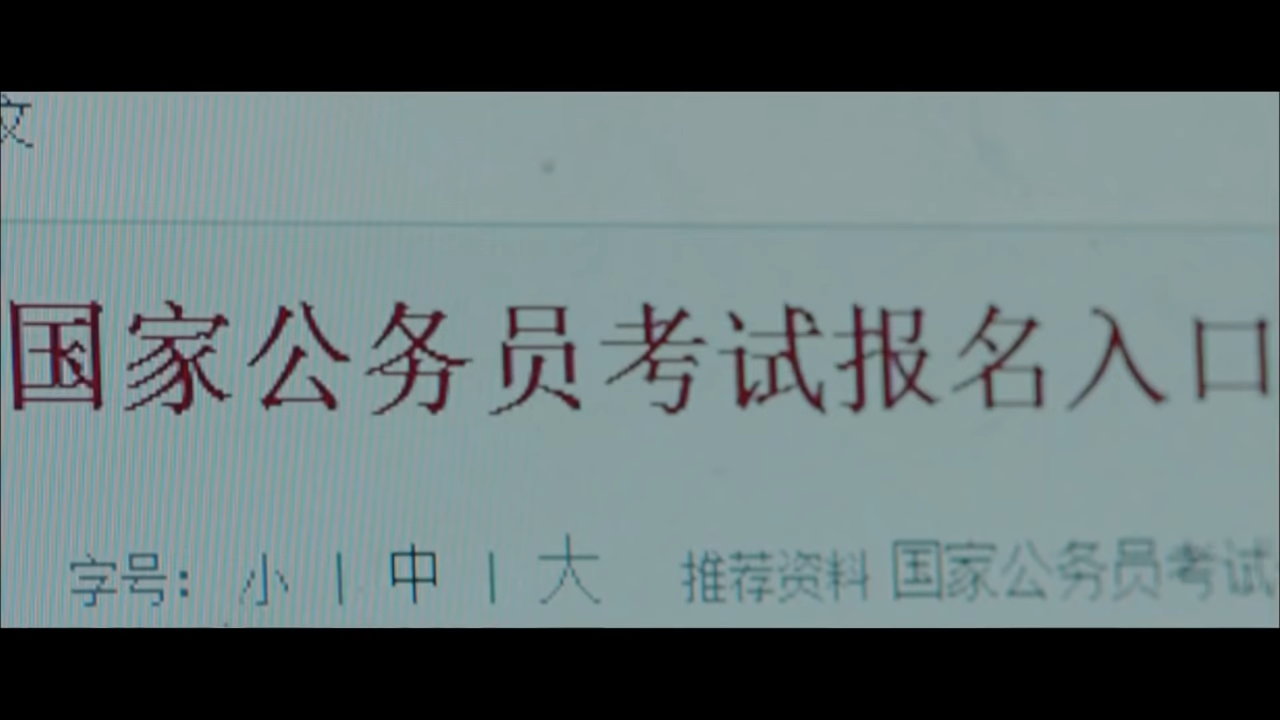 文
国家公务员考试报名入口
字号： 小 | 中 | 大 推荐资料 国家公务员考试